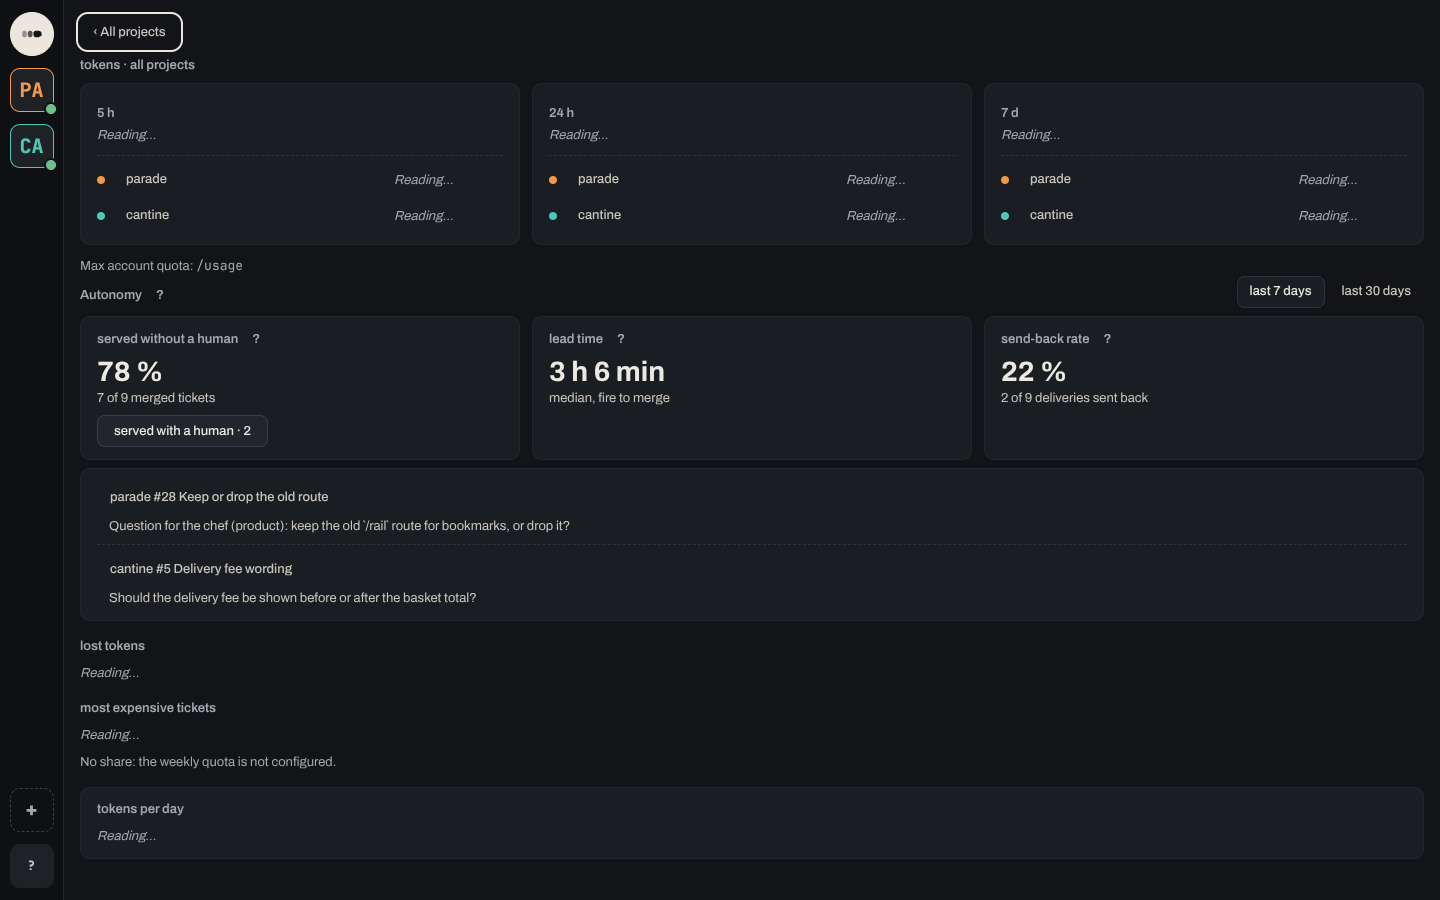 ‹ All projects
PA
CA
tokens · all projects
5 h
Reading...
parade Reading...
cantine Reading...
24 h
Reading...
parade Reading...
cantine Reading...
7 d
Reading...
parade Reading...
cantine Reading...
Max account quota: /usage
Autonomy ?
last 7 days last 30 days
served without a human ?
78 %
7 of 9 merged tickets
served with a human · 2
lead time ?
3 h 6 min
median, fire to merge
send-back rate ?
22 %
2 of 9 deliveries sent back
parade #28 Keep or drop the old route
Question for the chef (product): keep the old `/rail` route for bookmarks, or drop it?
cantine #5 Delivery fee wording
Should the delivery fee be shown before or after the basket total?
lost tokens
Reading...
most expensive tickets
Reading...
No share: the weekly quota is not configured.
tokens per day
Reading...
+
?